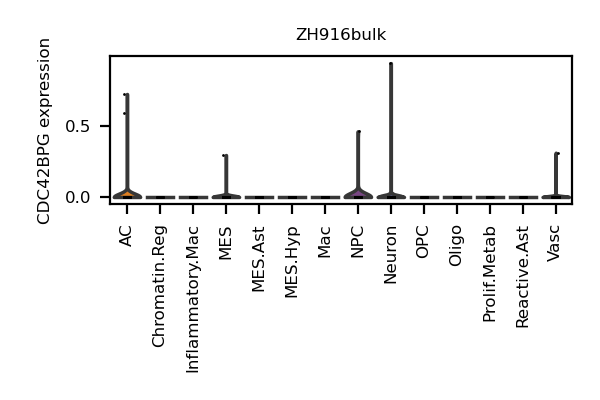 ZH916bulk
CDC42BPG expression
0.5
0.0
AC
Chromatin.Reg
Inflammatory.Mac
MES
MES.Ast
MES.Hyp
Mac
NPC
Neuron
OPC
Oligo
Prolif.Metab
Reactive.Ast
Vasc